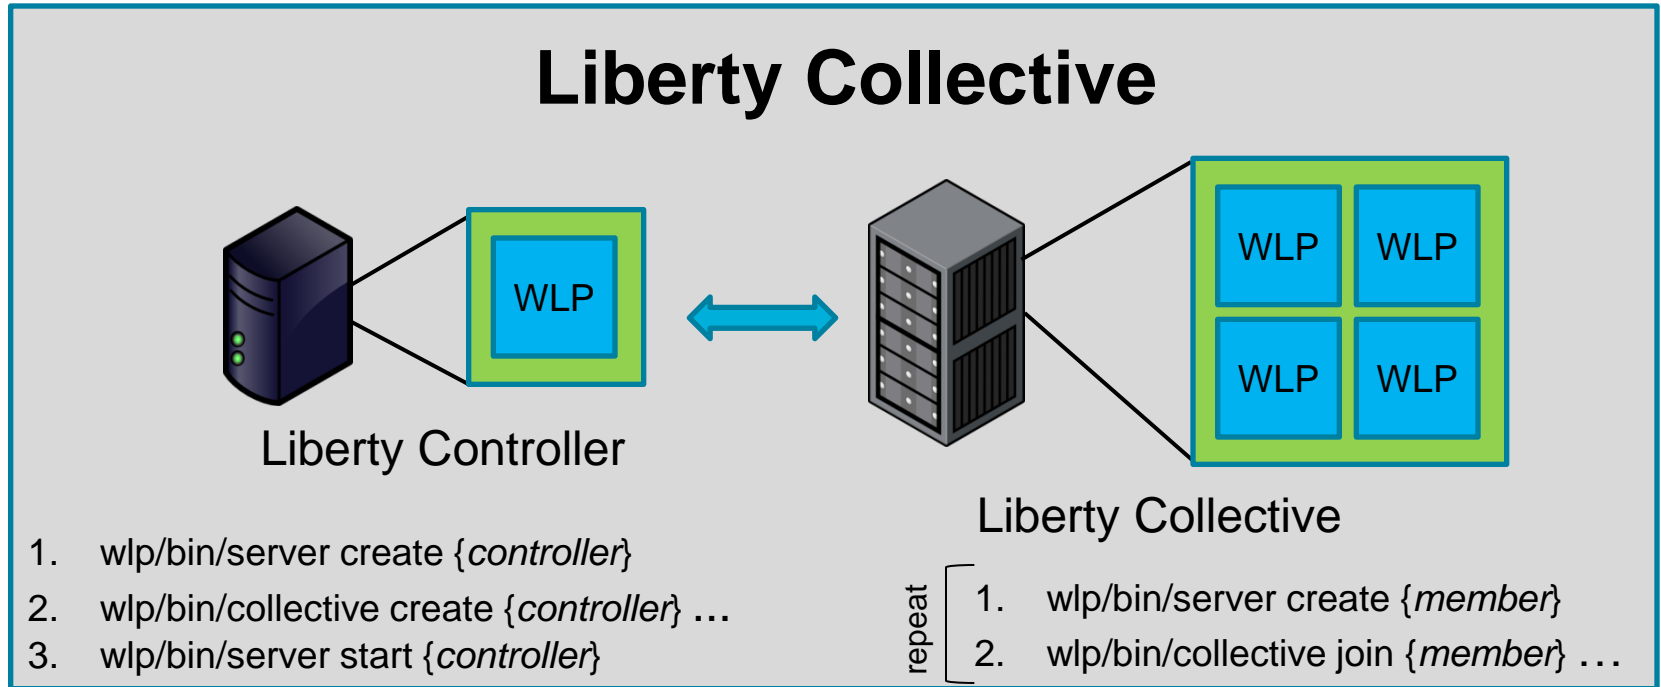 Liberty Collective
WLP
WLP WLP
WLP WLP
Liberty Controller
1. wlp/bin/server create {controller}
2. wlp/bin/collective create {controller} ...
3. wlp/bin/server start {controller}
Liberty Collective
repeat
1. wlp/bin/server create {member}
2. wlp/bin/collective join {member} ...